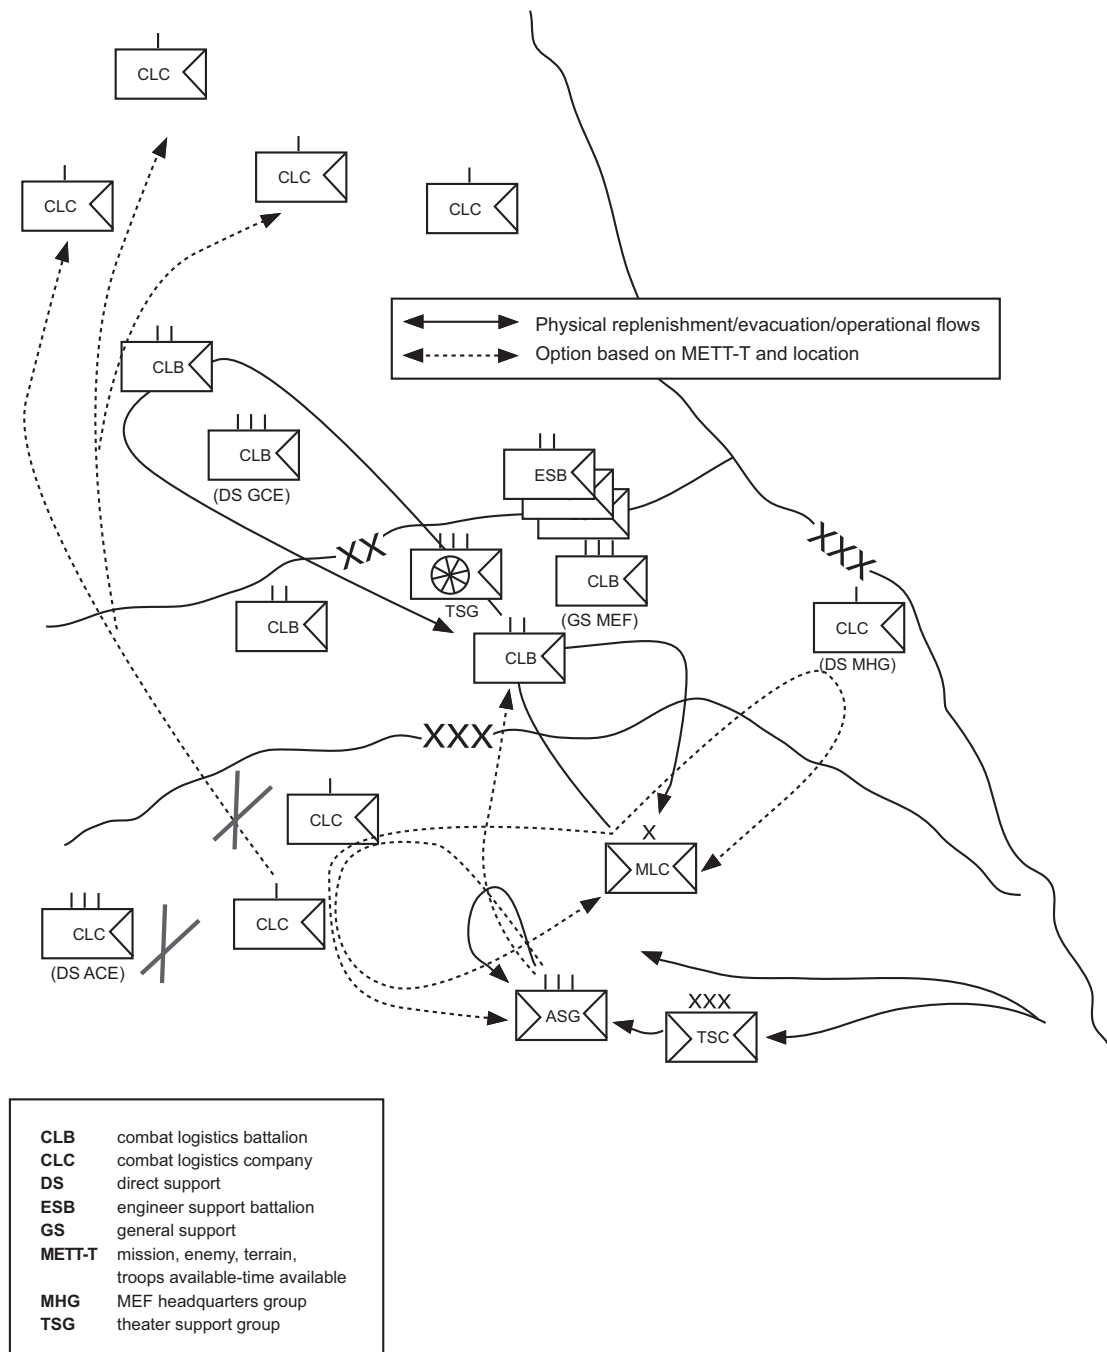 CLC
CLC
CLC
CLC
Physical replenishment/evacuation/operational flows
Option based on METT-T and location
CLB
CLB
(DS GCE)
ESB
XX
XXX
TSG
CLB
(GS MEF)
CLB
CLC
(DS MHG)
CLB
XXX
CLC
X
MLC
CLC
CLC
(DS ACE)
XXX
ASG
TSC
CLB combat logistics battalion
CLC combat logistics company
DS direct support
ESB engineer support battalion
GS general support
METT-T mission, enemy, terrain,
troops available-time available
MHG MEF headquarters group
TSG theater support group